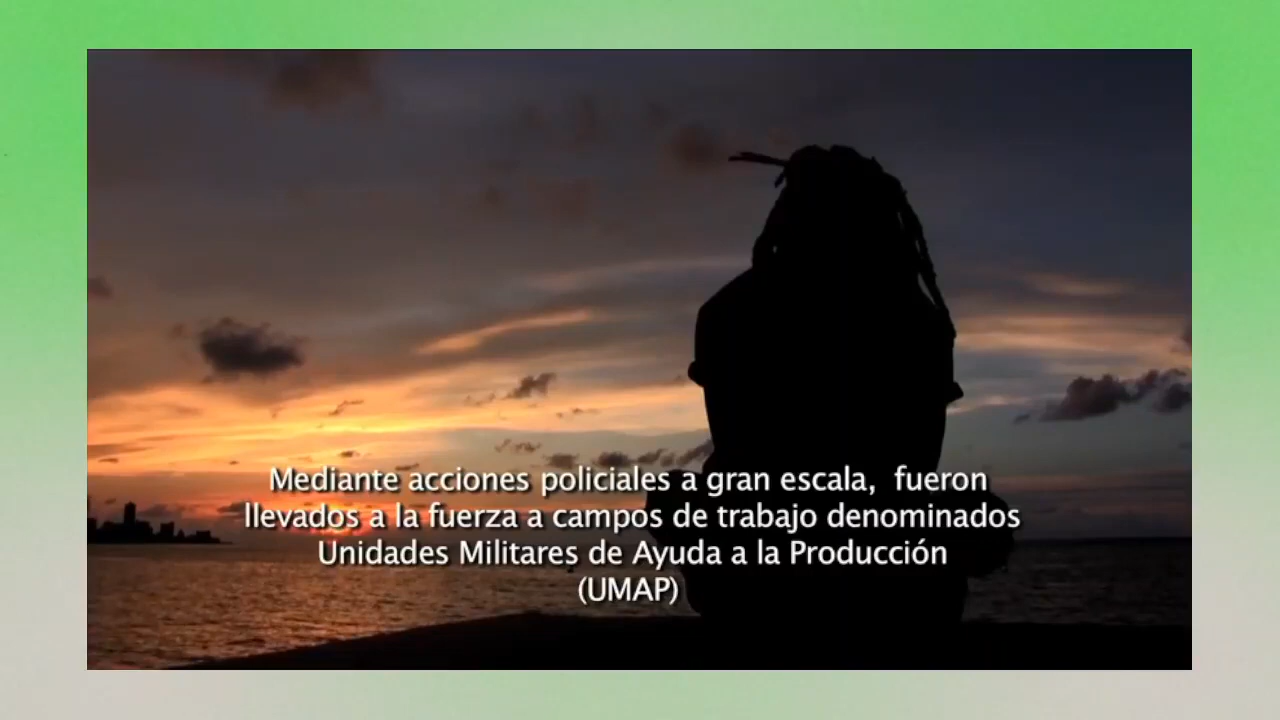 Mediante acciones policiales a gran escala, fueron
llevados a la fuerza a campos de trabajo denominados
Unidades Militares de Ayuda a la Producción
(UMAP)